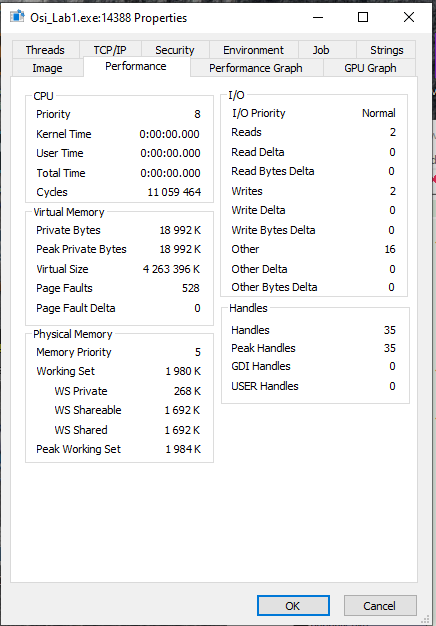 Osi_Lab1.exe:14388 Properties
Threads TCP/IP Security Environment Job Strings
Image Performance Performance Graph GPU Graph
CPU
Priority 8
Kernel Time 0:00:00.000
User Time 0:00:00.000
Total Time 0:00:00.000
Cycles 11 059 464
Virtual Memory
Private Bytes 18 992 K
Peak Private Bytes 18 992 K
Virtual Size 4 263 396 K
Page Faults 528
Page Fault Delta 0
Physical Memory
Memory Priority 5
Working Set 1 980 K
WS Private 268 K
WS Shareable 1 692 K
WS Shared 1 692 K
Peak Working Set 1 984 K
I/O
I/O Priority Normal
Reads 2
Read Delta 0
Read Bytes Delta 0
Writes 2
Write Delta 0
Write Bytes Delta 0
Other 16
Other Delta 0
Other Bytes Delta 0
Handles
Handles 35
Peak Handles 35
GDI Handles 0
USER Handles 0
OK Cancel